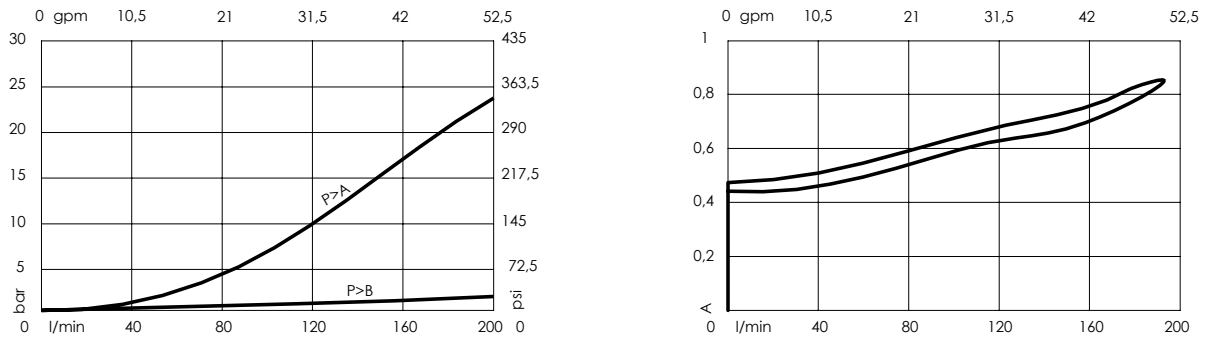 0 gpm 10,5 21 31,5 42 52,5
30 435
25 363,5
20 290
15 217,5
10 145
5 72,5
bar psi
P>A
P>B
0 l/min 40 80 120 160 200 0
0 gpm 10,5 21 31,5 42 52,5
1
0,8
0,6
0,4
0,2
A
0 l/min 40 80 120 160 200